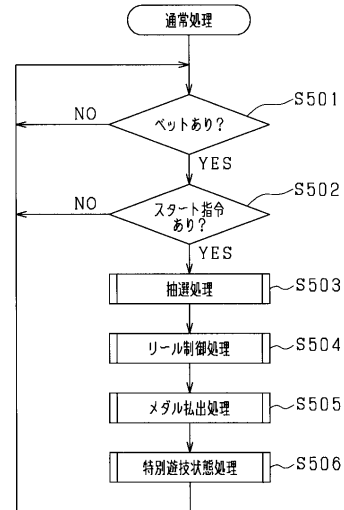 通常処理
ベットあり?
S501
NO
YES
スタート指令
あり?
S502
NO
YES
抽選処理
S503
リール制御処理
S504
メダル払出処理
S505
特別遊技状態処理
S506